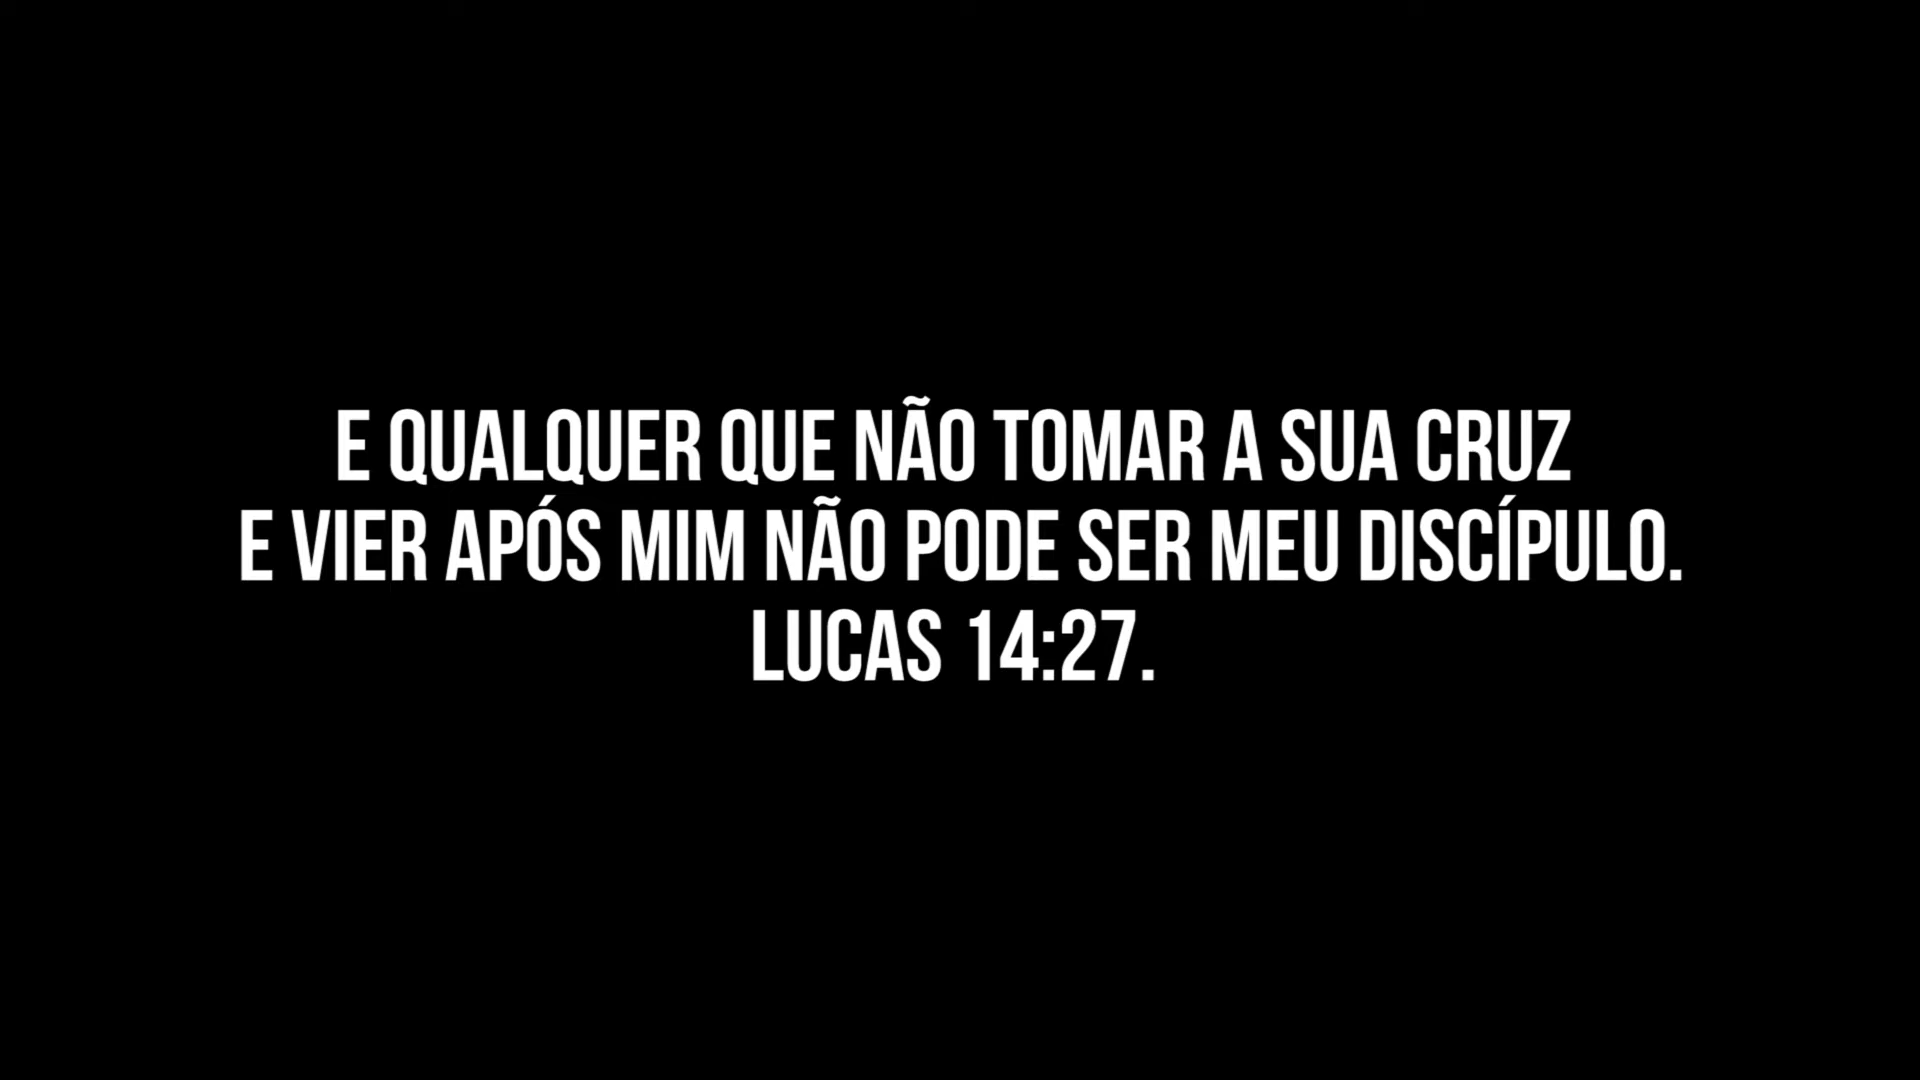 E QUALQUER QUE NÃO TOMAR A SUA CRUZ
E VIER APÓS MIM NÃO PODE SER MEU DISCÍPULO.
LUCAS 14:27.